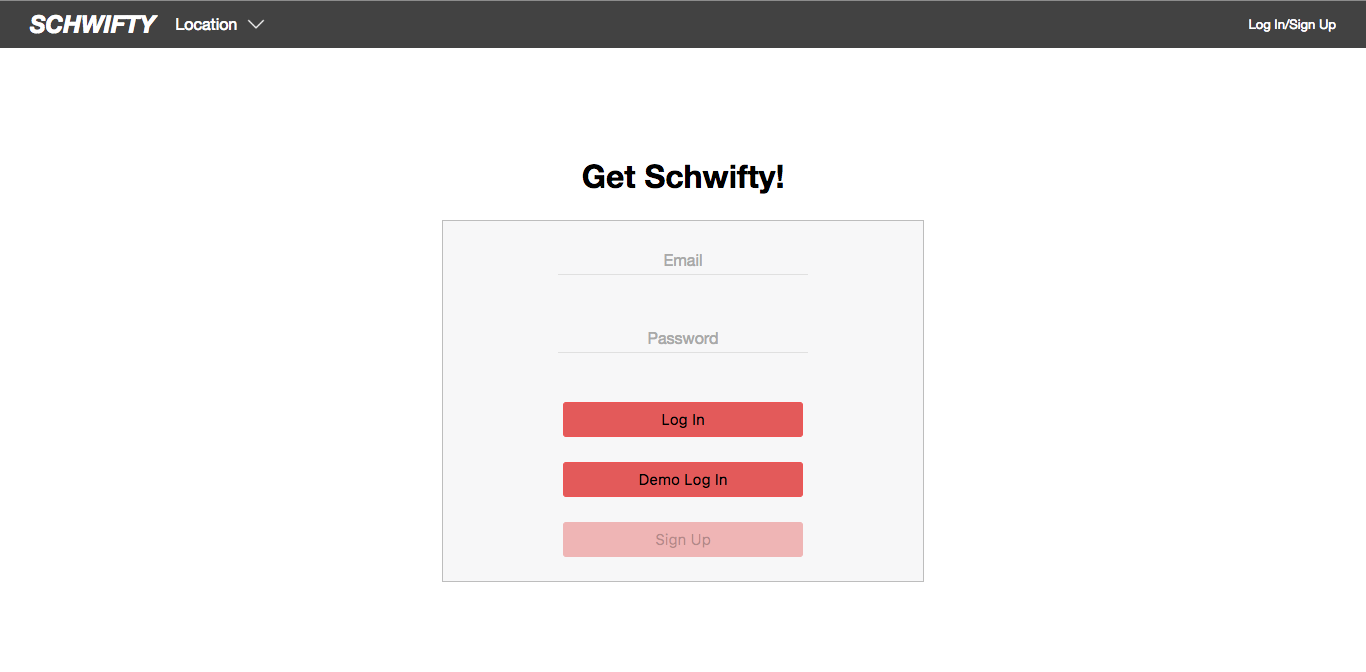 SCHWIFTY Location Log In/Sign Up
Get Schwifty!
Email
Password
Log In
Demo Log In
Sign Up